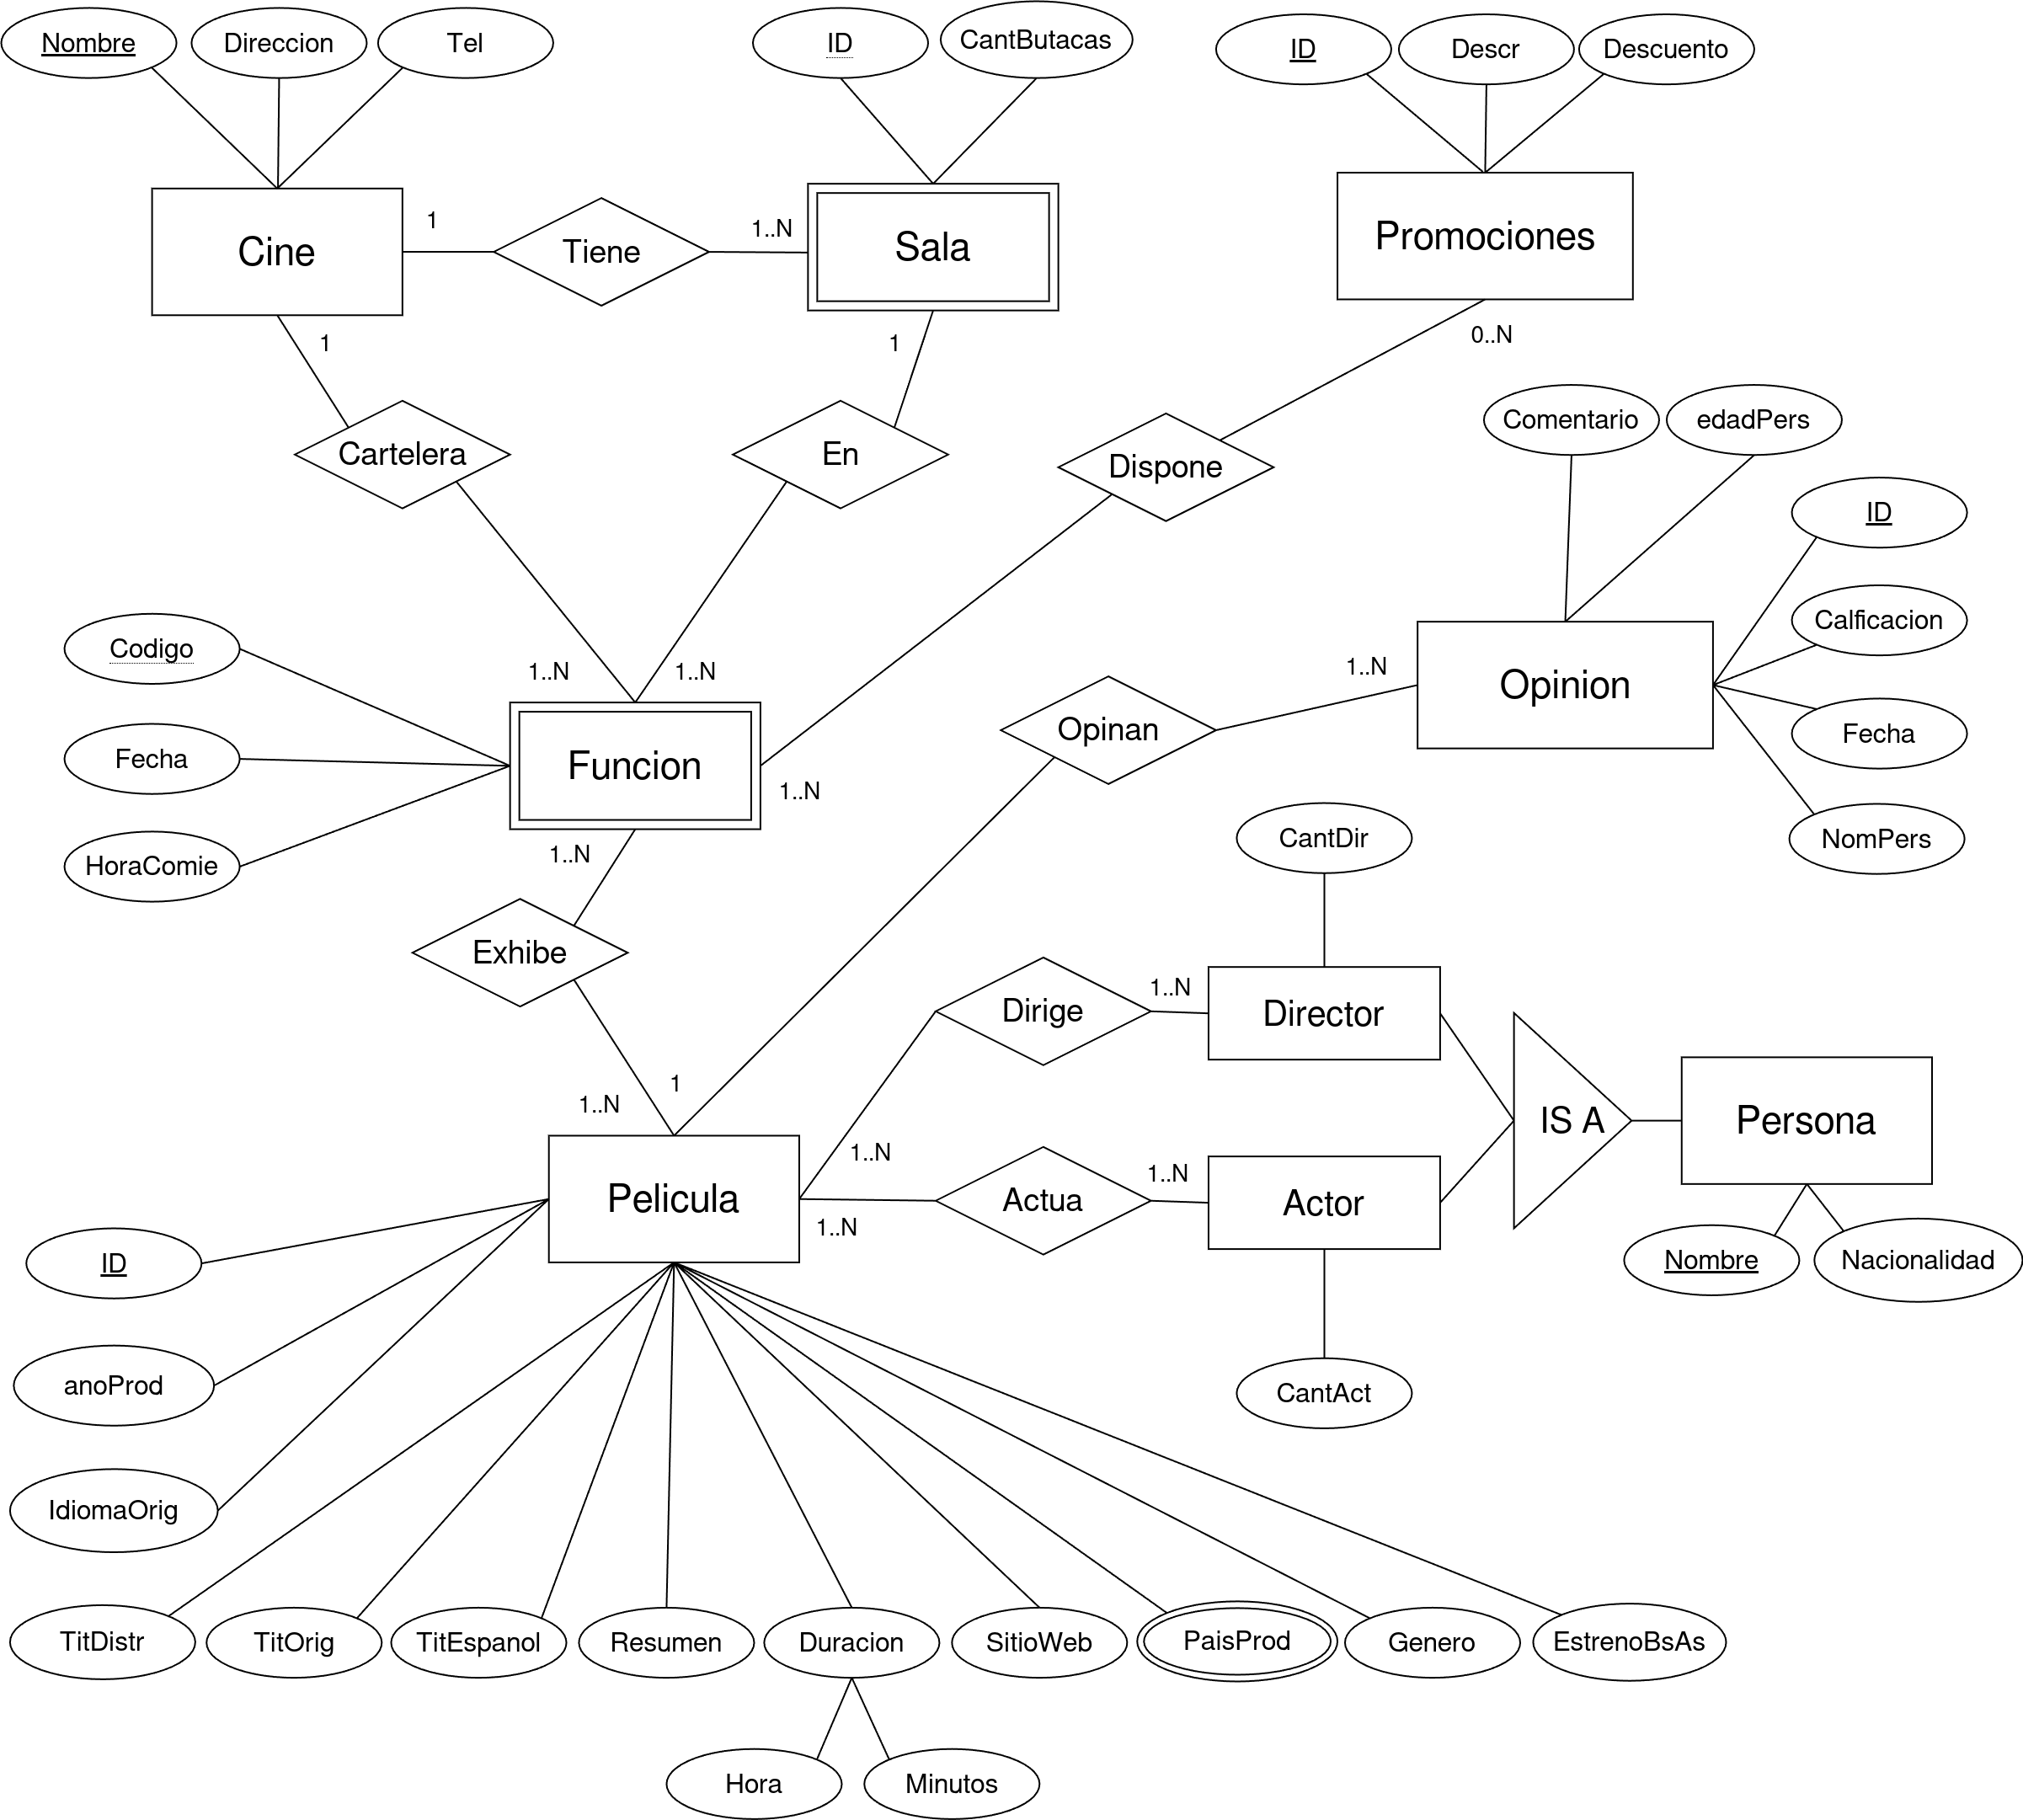 Nombre
Direccion
Tel
ID
CantButacas
ID
Descr
Descuento
Cine
1
Tiene
1..N
Sala
Promociones
1
1
0..N
Cartelera
En
Dispone
Comentario
edadPers
ID
Calficacion
Fecha
NomPers
Codigo
Fecha
HoraComie
1..N
1..N
Funcion
1..N
1..N
Opinan
1..N
Opinion
Exhibe
CantDir
Dirige
1..N
Director
1..N
1
1..N
IS A
Persona
Pelicula
1..N
Actua
1..N
Actor
Nombre
Nacionalidad
ID
anoProd
IdiomaOrig
CantAct
TitDistr
TitOrig
TitEspanol
Resumen
Duracion
SitioWeb
PaisProd
Genero
EstrenoBsAs
Hora
Minutos